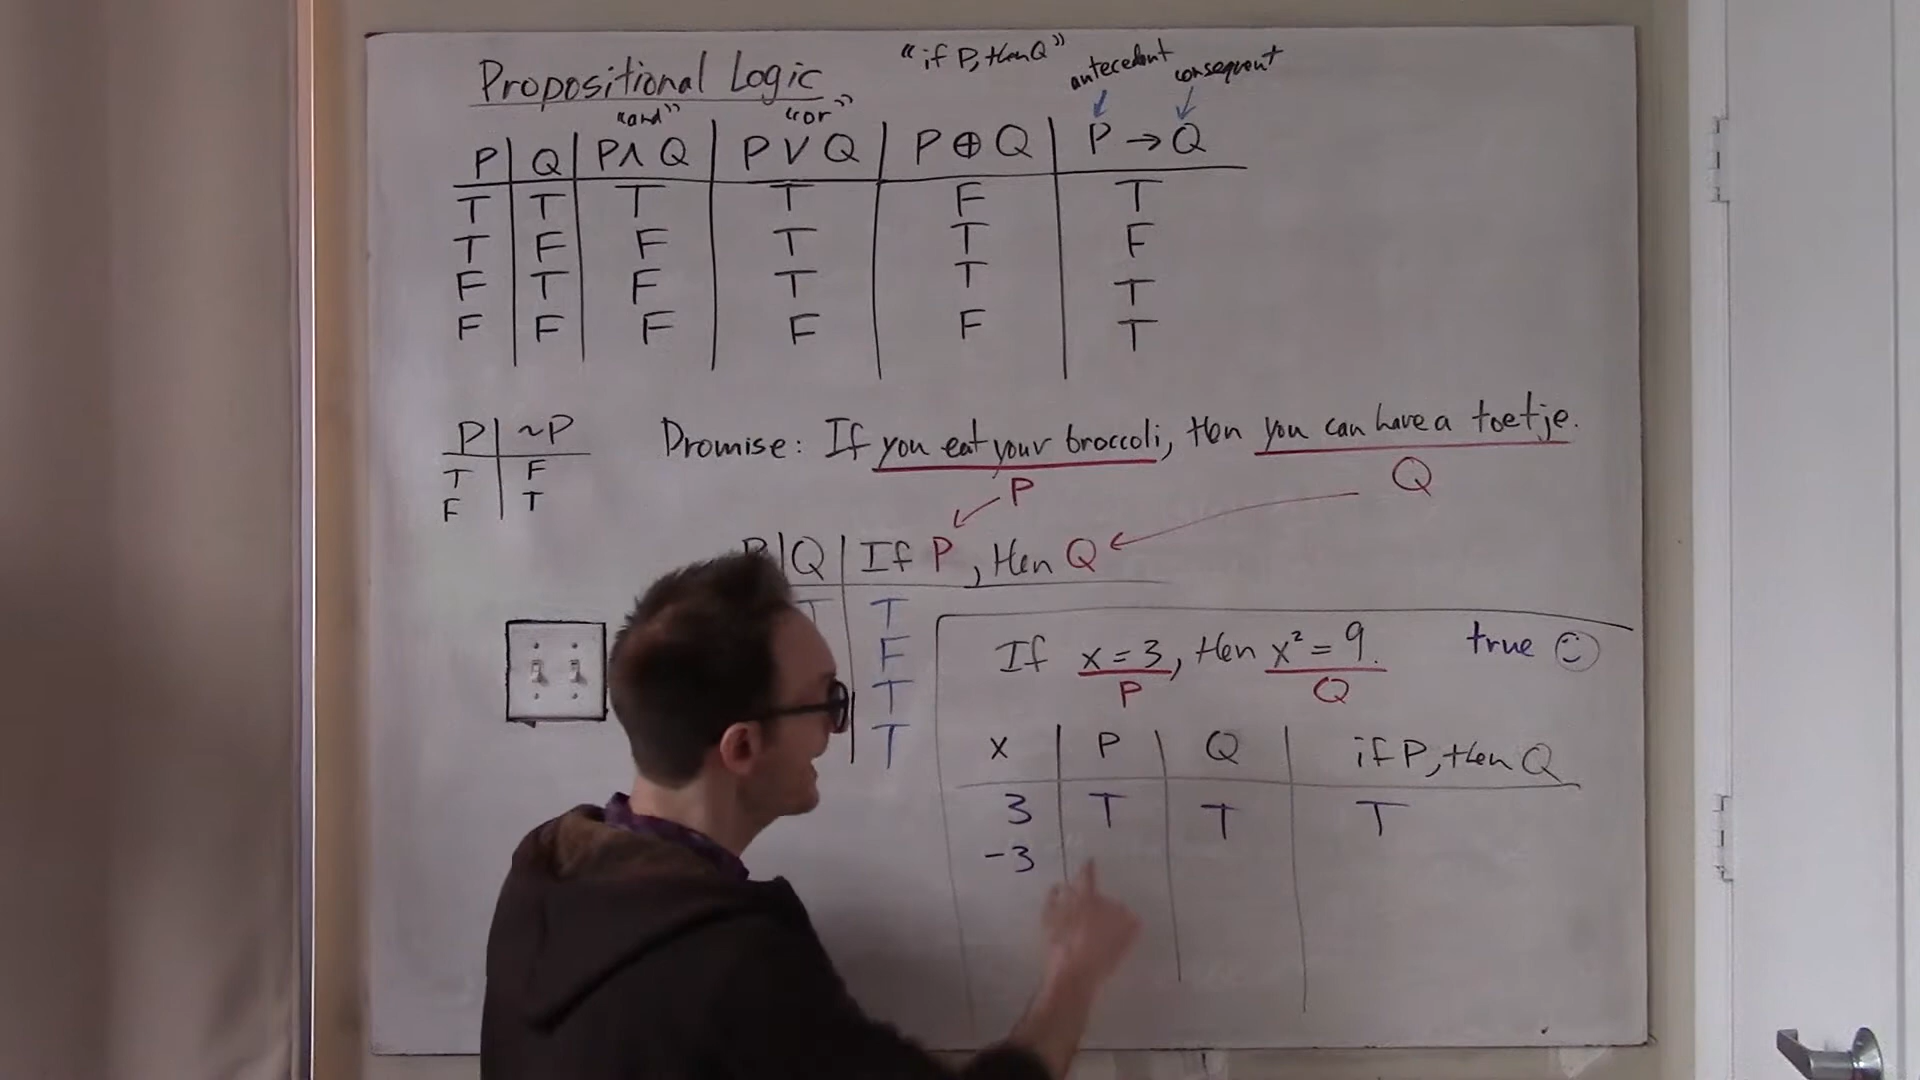 Propositional Logic
"if P, then Q"
antecedent consequent
"and" "or"
P Q P∧Q P∨Q P⊕Q P→Q
T T T T F T
T F F T T F
F T F T T T
F F F F F T
P ~P
T F
F T
Promise: If you eat your broccoli, then you can have a toetje.
P Q
P Q If P, then Q
T T
F
T
T
If x=3, then x²=9. true
P Q
x P Q if P, then Q
3 T T T
-3